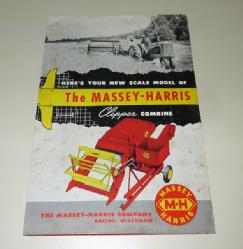 HERE'S YOUR NEW SCALE MODEL OF
The MASSEY-HARRIS
Clipper COMBINE
THE MASSEY-HARRIS COMPANY
RACINE, WISCONSIN
MASSEY
M-H
HARRIS